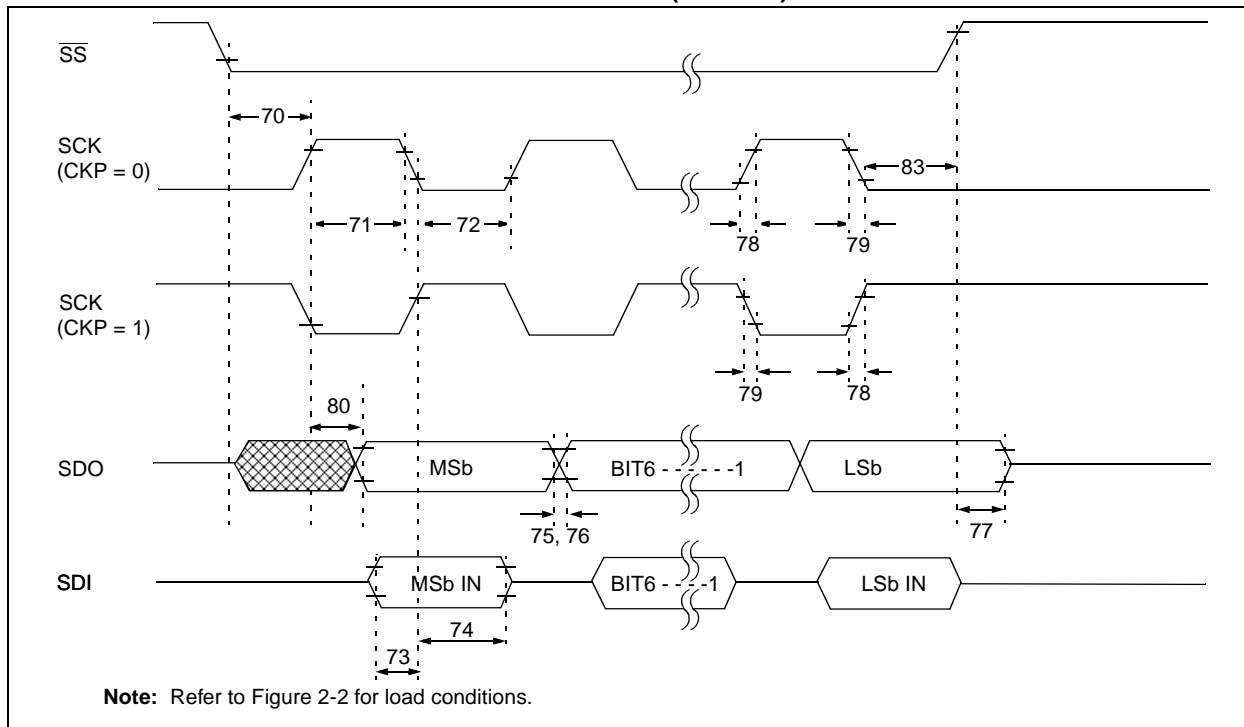 SS
70
SCK
(CKP = 0)
83
71
72
78
79
SCK
(CKP = 1)
79
78
80
SDO
MSb
BIT6 - - - - - -1
LSb
75, 76
77
SDI
MSb IN
BIT6 - - - -1
LSb IN
74
73
Note: Refer to Figure 2-2 for load conditions.